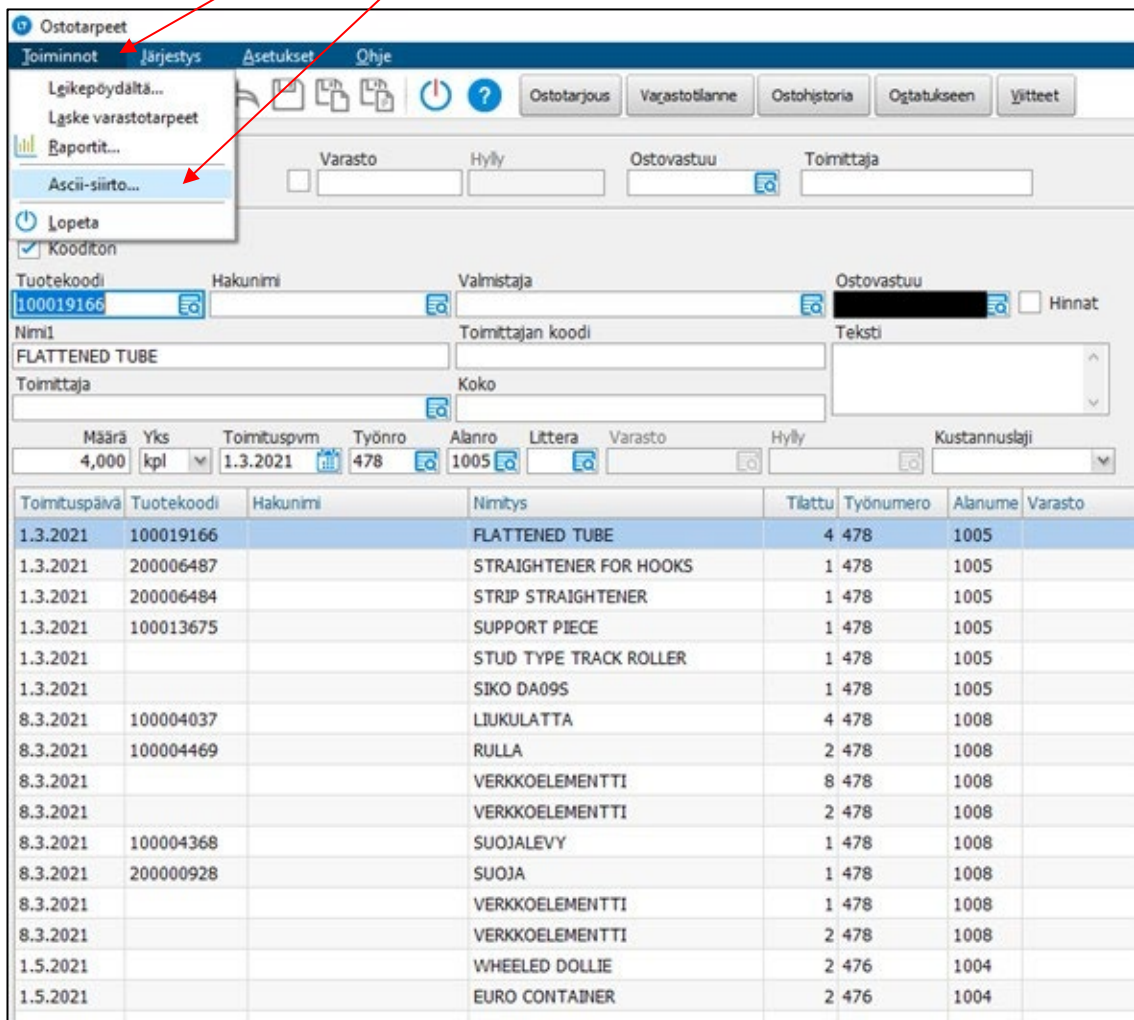 Ostotarpeet
Toiminnot Järjestys Asetukset Ohje
Leikepöydältä...
Laske varastotarpeet
Raportit...
Ascii-siirto...
Lopeta
Ostotarjous Varastotilanne Ostohistoria Ostatukseen Viitteet
Varasto Hylly Ostovastuu Toimittaja
Kooditon
Tuotekoodi Hakunimi Valmistaja Ostovastuu
100019166 Hinnat
Nimi1 Toimittajan koodi Teksti
FLATTENED TUBE
Toimittaja Koko
Määrä Yks Toimituspvm Työnro Alanro Littera Varasto Hylly Kustannuslaji
4,000 kpl 1.3.2021 478 1005
Toimituspäivä Tuotekoodi Hakunimi Nimitys Tilattu Työnumero Alanume Varasto
1.3.2021 100019166 FLATTENED TUBE 4 478 1005
1.3.2021 200006487 STRAIGHTENER FOR HOOKS 1 478 1005
1.3.2021 200006484 STRIP STRAIGHTENER 1 478 1005
1.3.2021 100013675 SUPPORT PIECE 1 478 1005
1.3.2021 STUD TYPE TRACK ROLLER 1 478 1005
1.3.2021 SIKO DA09S 1 478 1005
8.3.2021 100004037 LIUKULATTA 4 478 1008
8.3.2021 100004469 RULLA 2 478 1008
8.3.2021 VERKKOELEMENTTI 8 478 1008
8.3.2021 VERKKOELEMENTTI 2 478 1008
8.3.2021 100004368 SUOJALEVY 1 478 1008
8.3.2021 200000928 SUOJA 1 478 1008
8.3.2021 VERKKOELEMENTTI 1 478 1008
8.3.2021 VERKKOELEMENTTI 2 478 1008
1.5.2021 WHEELED DOLLIE 2 476 1004
1.5.2021 EURO CONTAINER 2 476 1004